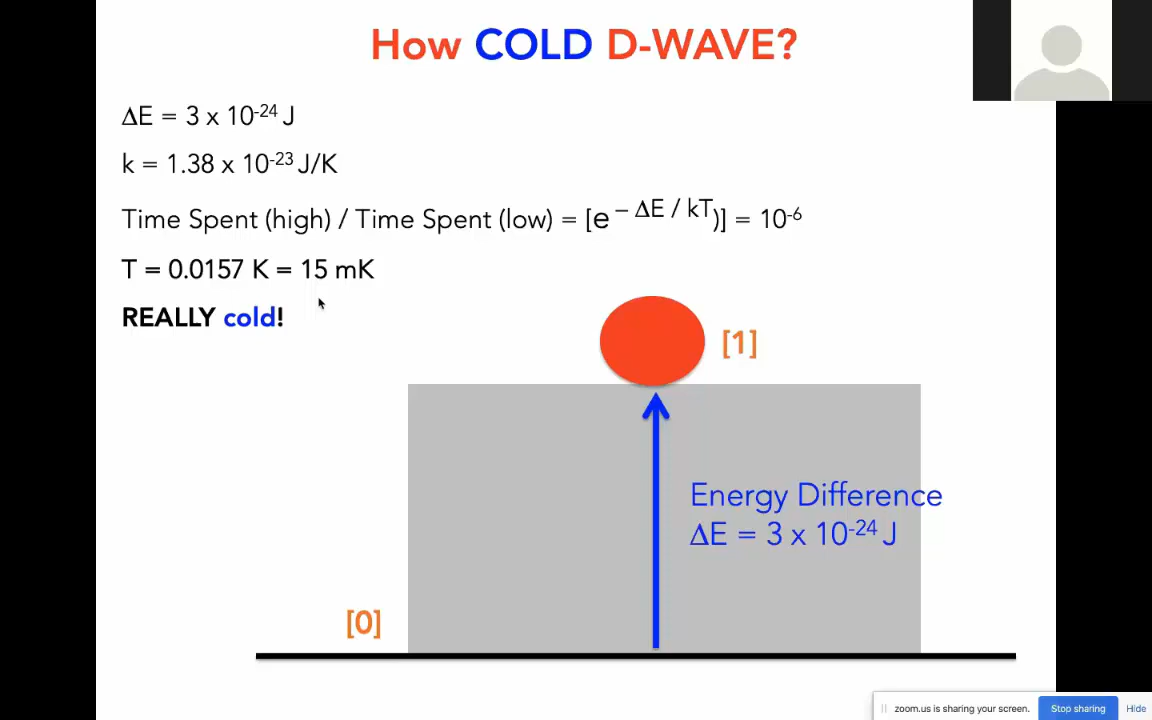 How COLD D-WAVE?
ΔE = 3 x 10⁻²⁴ J
k = 1.38 x 10⁻²³ J/K
Time Spent (high) / Time Spent (low) = [e⁻ ᐩᴱ ᐟ ᵏᵀ)] = 10⁻⁶
T = 0.0157 K = 15 mK
REALLY cold!
[1]
Energy Difference
ΔE = 3 x 10⁻²⁴ J
[0]
zoom.us is sharing your screen. Stop sharing Hide